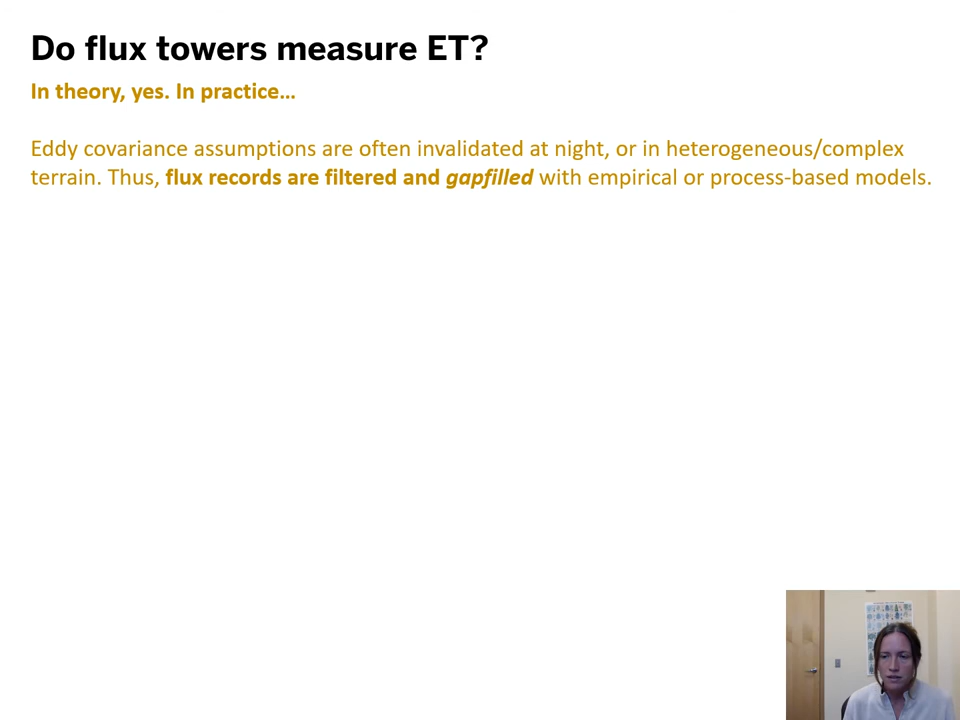 Do flux towers measure ET?
In theory, yes. In practice…
Eddy covariance assumptions are often invalidated at night, or in heterogeneous/complex
terrain. Thus, flux records are filtered and gapfilled with empirical or process-based models.